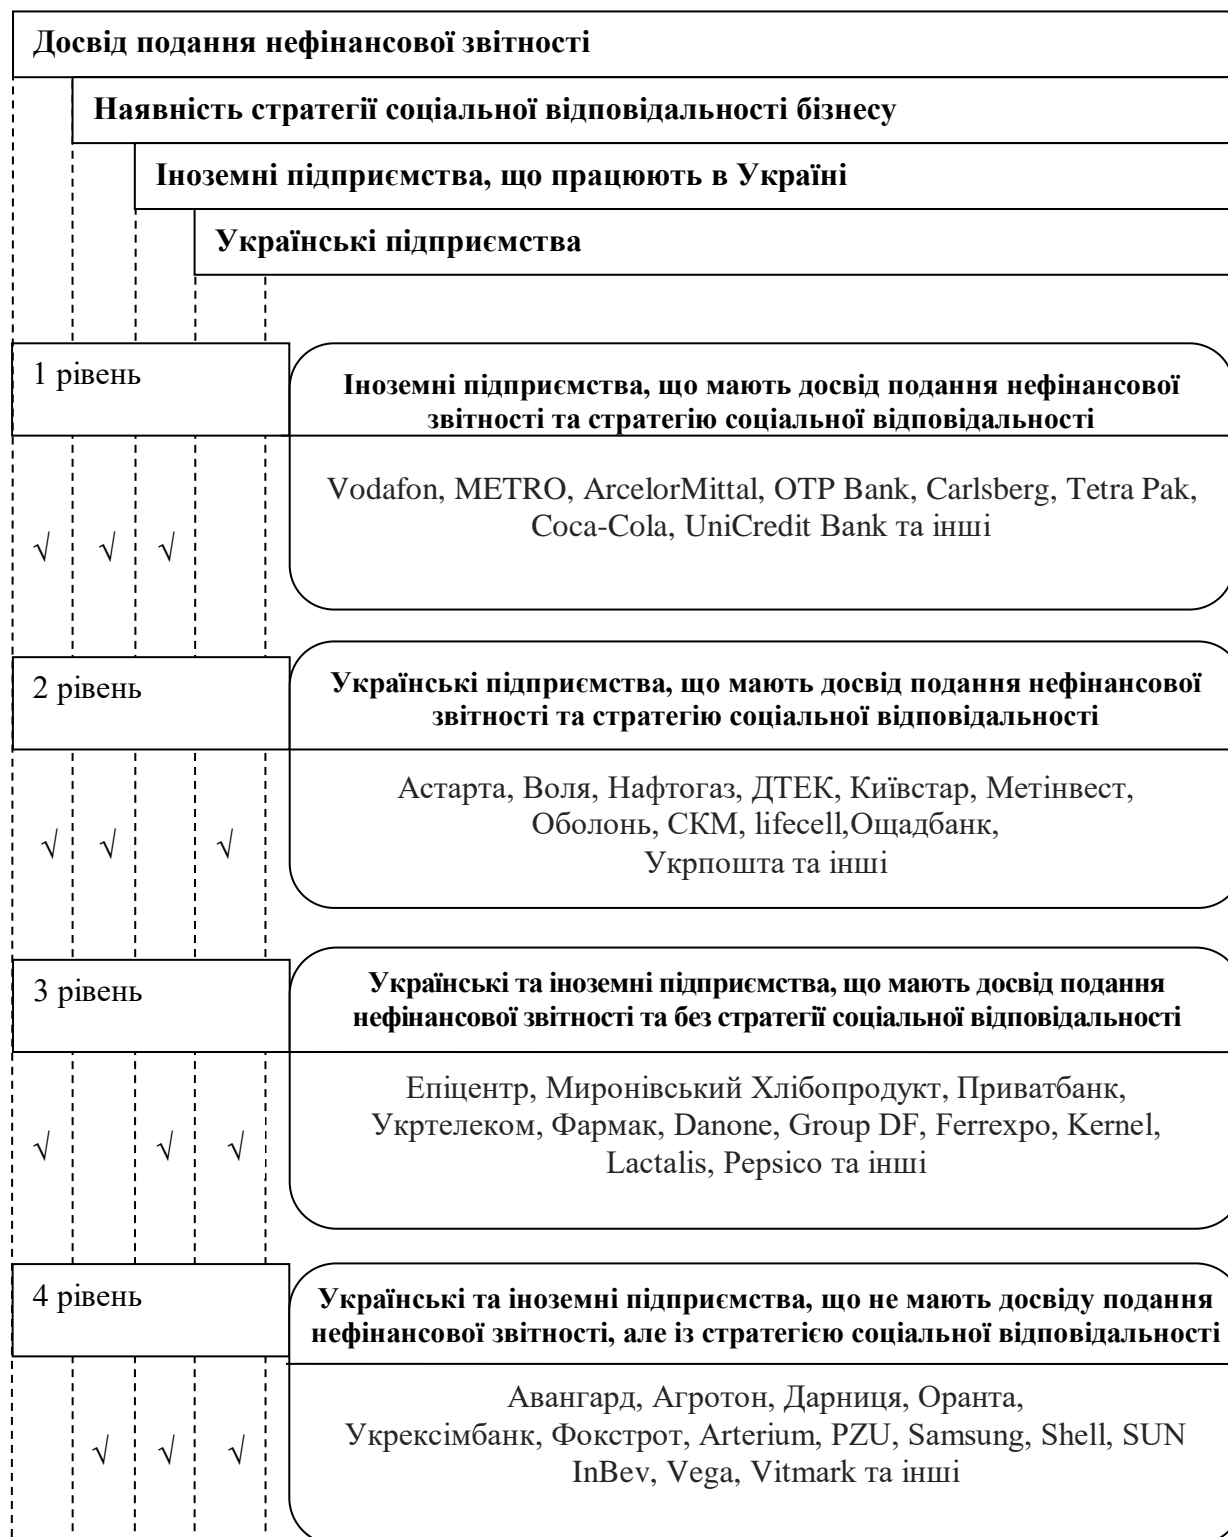 Досвід подання нефінансової звітності
Наявність стратегії соціальної відповідальності бізнесу
Іноземні підприємства, що працюють в Україні
Українські підприємства
1 рівень
Іноземні підприємства, що мають досвід подання нефінансової
звітності та стратегію соціальної відповідальності
Vodafon, METRO, ArcelorMittal, OTP Bank, Carlsberg, Tetra Pak,
Coca-Cola, UniCredit Bank та інші
√ √ √
2 рівень
Українські підприємства, що мають досвід подання нефінансової
звітності та стратегію соціальної відповідальності
Астарта, Воля, Нафтогаз, ДТЕК, Київстар, Метінвест,
Оболонь, СКМ, lifecell,Ощадбанк,
Укрпошта та інші
√ √ √
3 рівень
Українські та іноземні підприємства, що мають досвід подання
нефінансової звітності та без стратегії соціальної відповідальності
Епіцентр, Миронівський Хлібопродукт, Приватбанк,
Укртелеком, Фармак, Danone, Group DF, Ferrexpo, Kernel,
Lactalis, Pepsico та інші
√ √ √
4 рівень
Українські та іноземні підприємства, що не мають досвіду подання
нефінансової звітності, але із стратегією соціальної відповідальності
Авангард, Агротон, Дарниця, Оранта,
Укрексімбанк, Фокстрот, Arterium, PZU, Samsung, Shell, SUN
InBev, Vega, Vitmark та інші
√ √ √